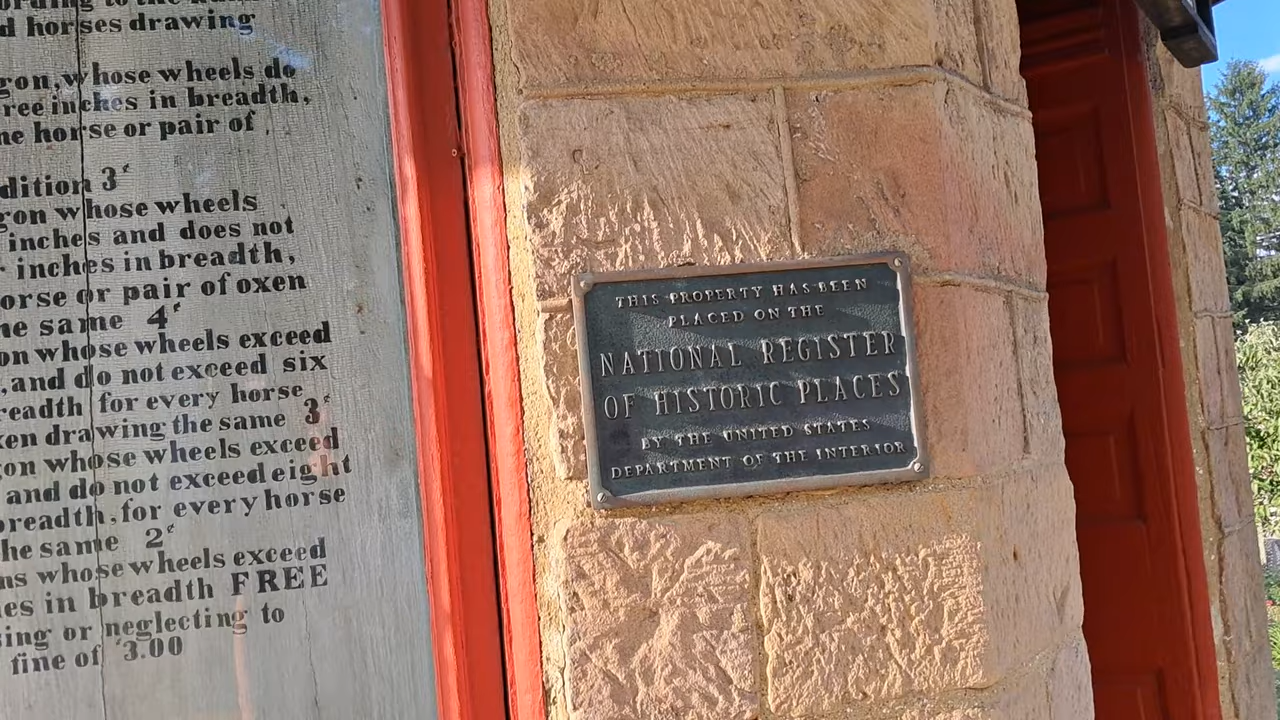 d horses drawing
gon, whose wheels do
ree inches in breadth,
ne horse or pair of
dition 3¢
gon whose wheels
inches and does not
inches in breadth,
orse or pair of oxen
he same 4¢
on whose wheels exceed
,and do not exceed six
readth for every horse
xen drawing the same 3¢
gon whose wheels exceed
and do not exceed eight
breadth, for every horse
he same 2¢
ns whose wheels exceed
es in breadth FREE
sing or neglecting to
fine of $3.00
THIS PROPERTY HAS BEEN
PLACED ON THE
NATIONAL REGISTER
OF HISTORIC PLACES
BY THE UNITED STATES
DEPARTMENT OF THE INTERIOR